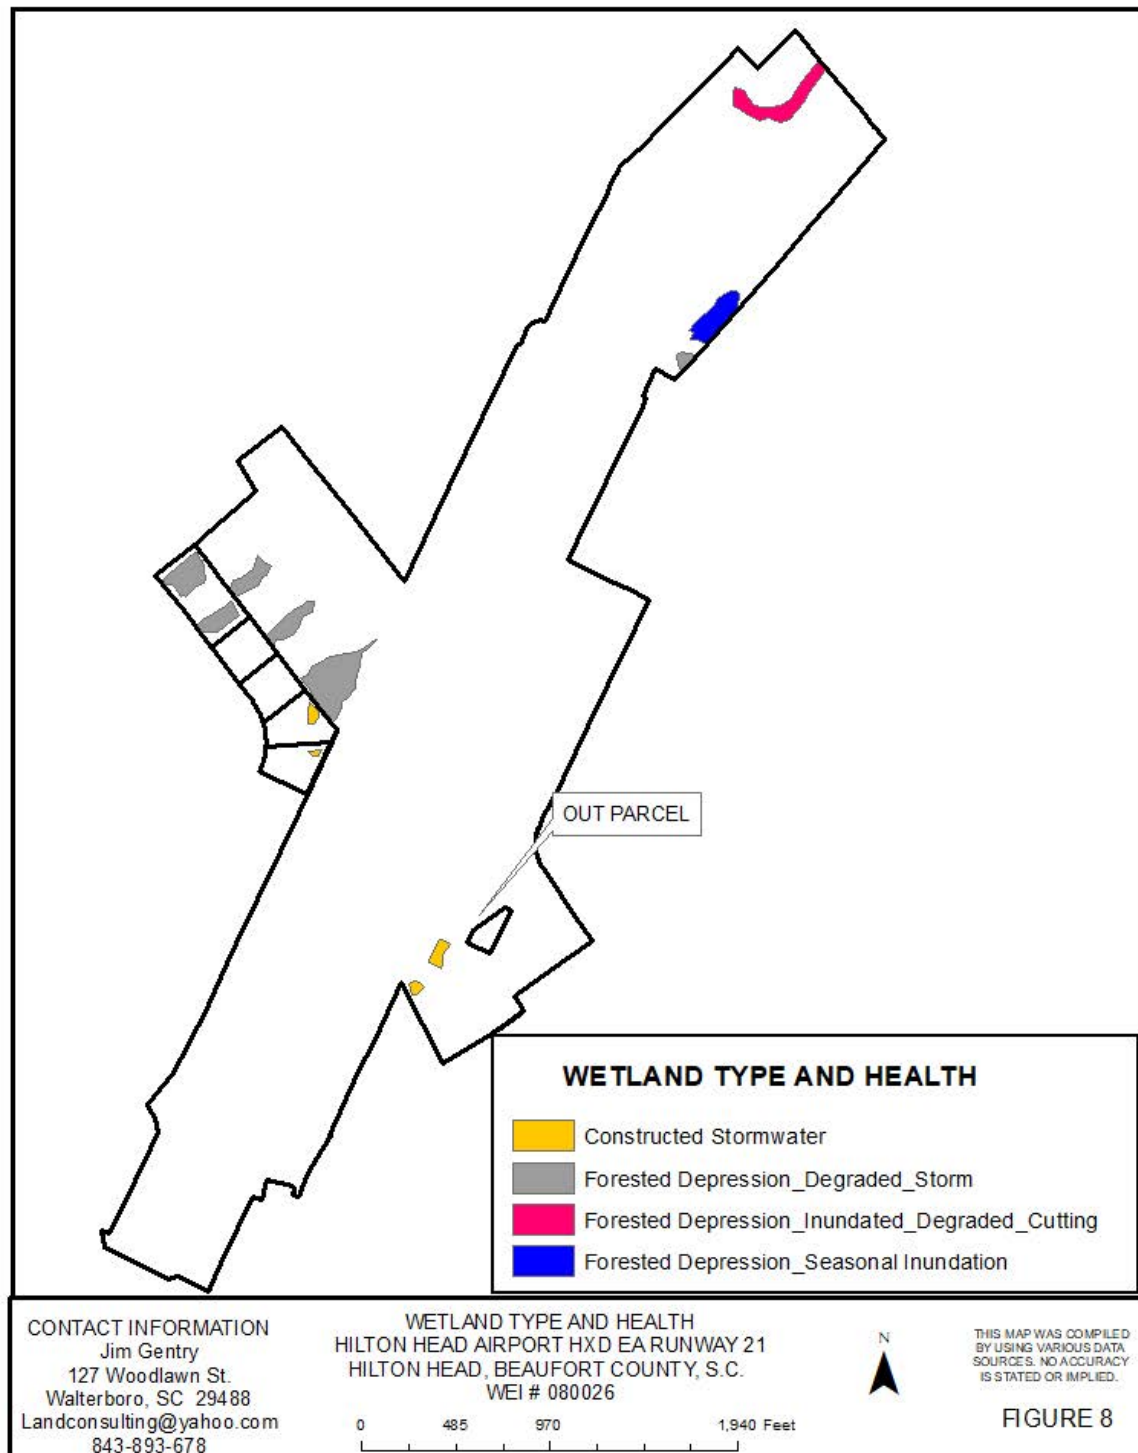 OUT PARCEL
WETLAND TYPE AND HEALTH
Constructed Stormwater
Forested Depression_Degraded_Storm
Forested Depression_Inundated_Degraded_Cutting
Forested Depression_Seasonal Inundation
CONTACT INFORMATION
Jim Gentry
127 Woodlawn St.
Walterboro, SC 29488
Landconsulting@yahoo.com
843-893-678
WETLAND TYPE AND HEALTH
HILTON HEAD AIRPORT HXD EA RUNWAY 21
HILTON HEAD, BEAUFORT COUNTY, S.C.
WEI # 080026
0 485 970 1,940 Feet
N
THIS MAP WAS COMPILED
BY USING VARIOUS DATA
SOURCES. NO ACCURACY
IS STATED OR IMPLIED.
FIGURE 8